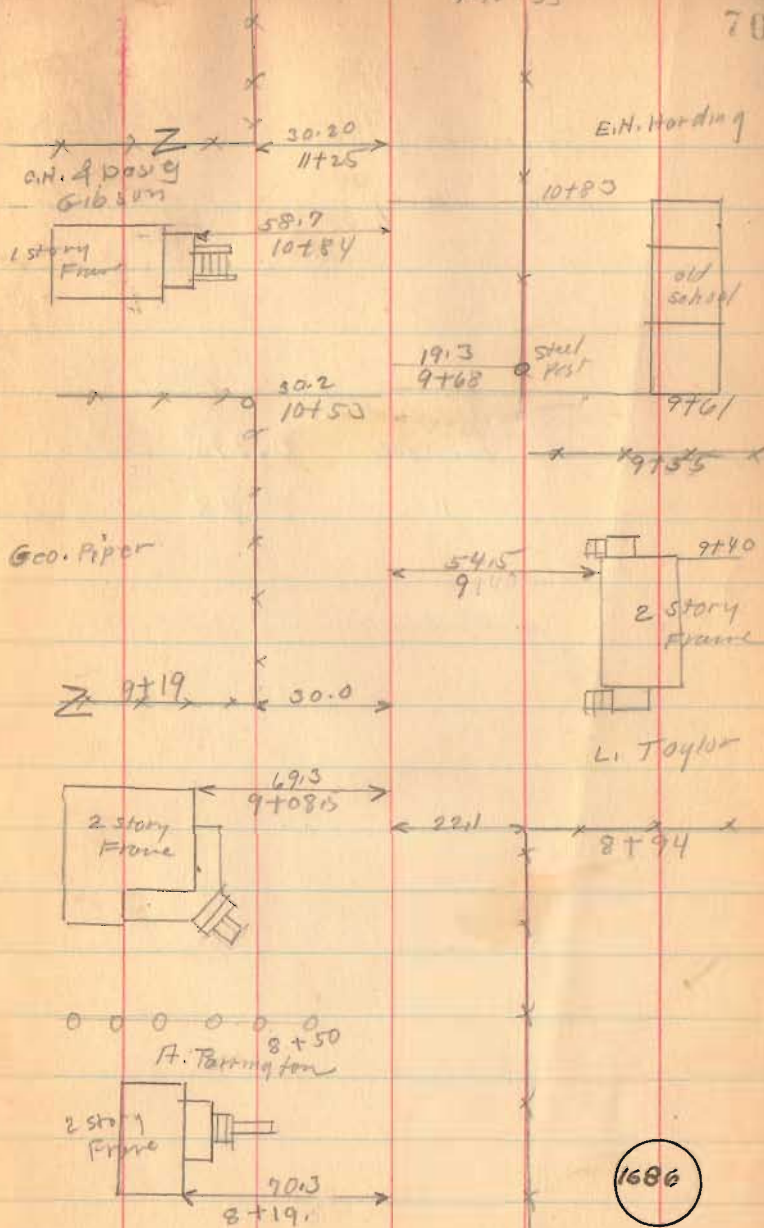 70
30.20
11+25
E.N. Harding
Gibson
10+83
58.7
10+84
1 story
Frame
old
school
19.3
9+68
Steel
Post
30.2
10+50
9+61
9+35
Geo. Piper
54.5
9+40
2 Story
Frame
9+19
30.0
L. Taylor
69.3
9+08.5
2 story
Frame
22.1
8+94
8+50
2 story
Frame
70.3
8+19.
1686